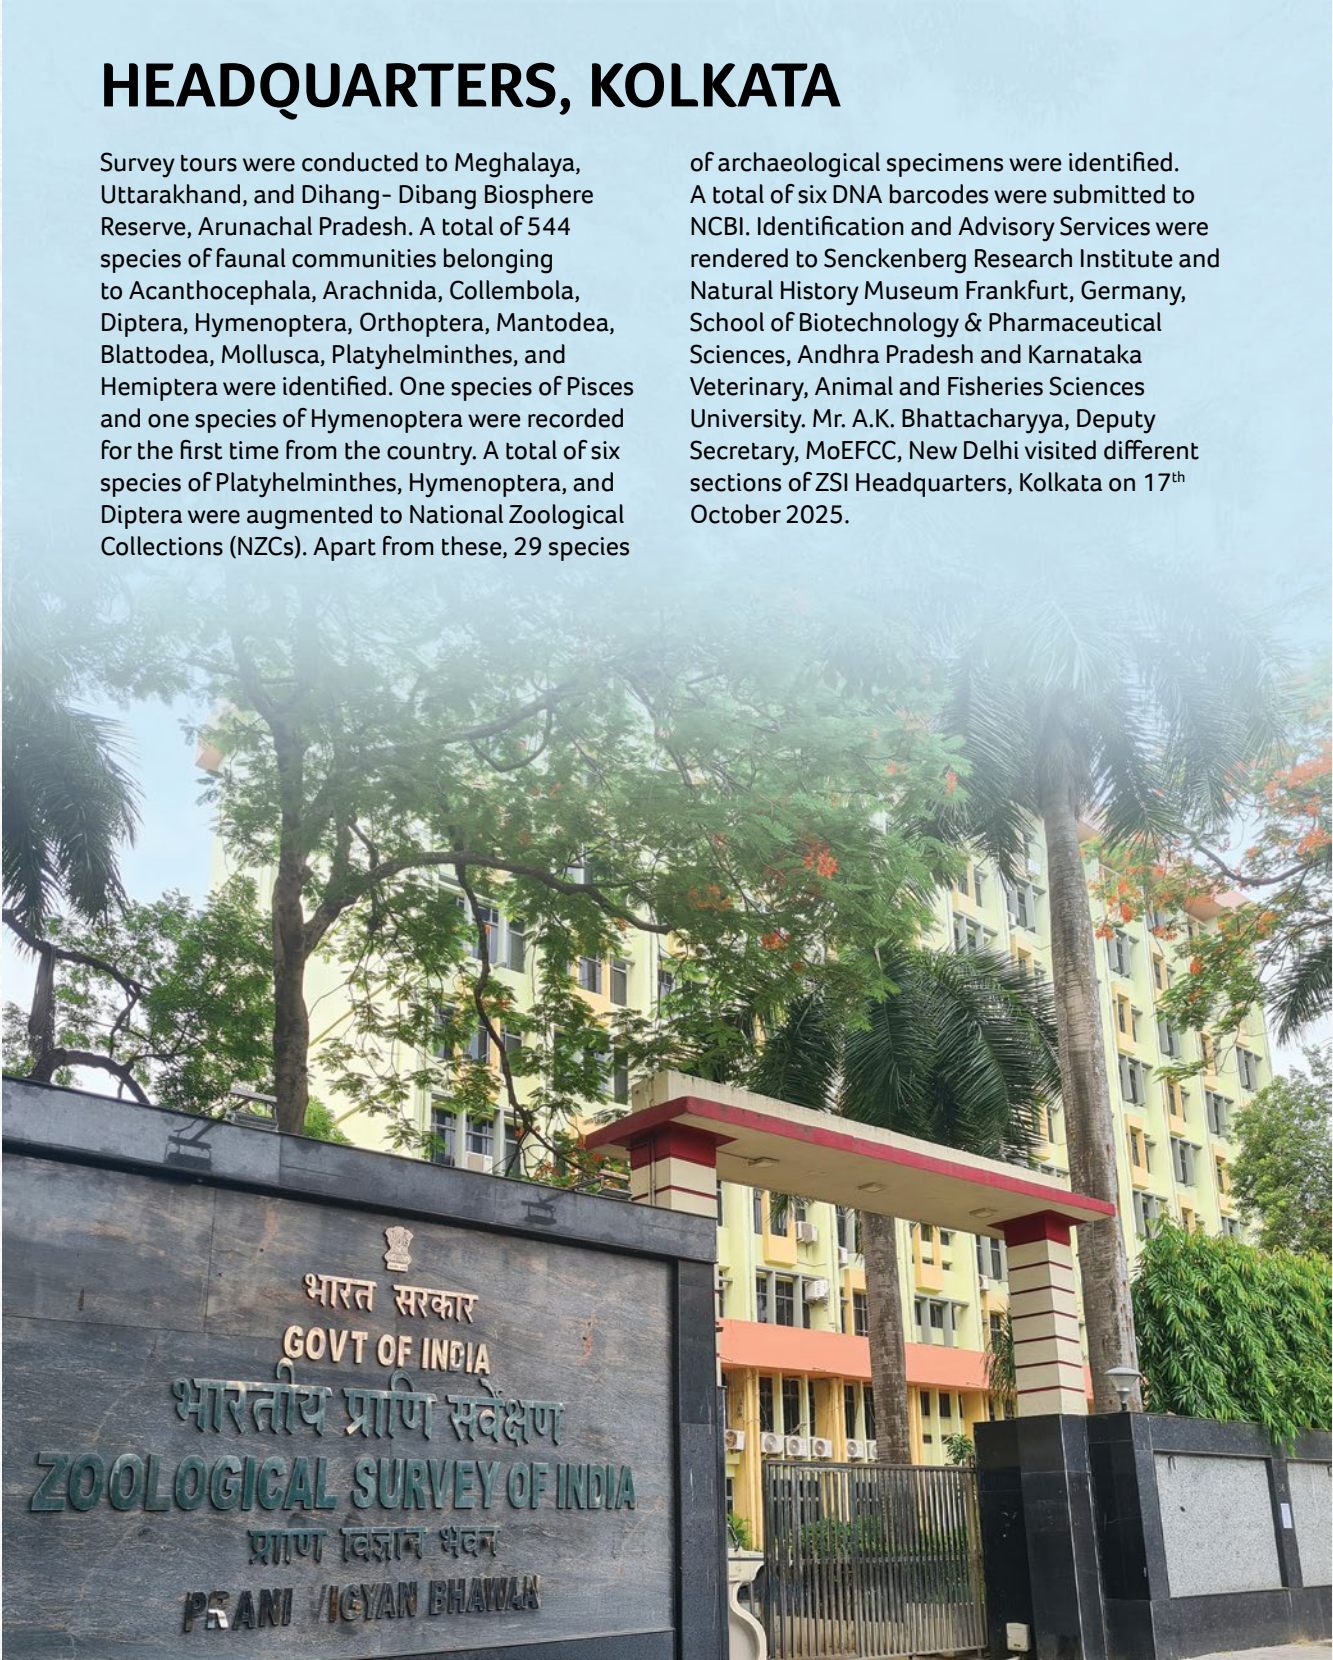 HEADQUARTERS, KOLKATA
Survey tours were conducted to Meghalaya,
Uttarakhand, and Dihang- Dibang Biosphere
Reserve, Arunachal Pradesh. A total of 544
species of faunal communities belonging
to Acanthocephala, Arachnida, Collembola,
Diptera, Hymenoptera, Orthoptera, Mantodea,
Blattodea, Mollusca, Platyhelminthes, and
Hemiptera were identified. One species of Pisces
and one species of Hymenoptera were recorded
for the first time from the country. A total of six
species of Platyhelminthes, Hymenoptera, and
Diptera were augmented to National Zoological
Collections (NZCs). Apart from these, 29 species
of archaeological specimens were identified.
A total of six DNA barcodes were submitted to
NCBI. Identification and Advisory Services were
rendered to Senckenberg Research Institute and
Natural History Museum Frankfurt, Germany,
School of Biotechnology & Pharmaceutical
Sciences, Andhra Pradesh and Karnataka
Veterinary, Animal and Fisheries Sciences
University. Mr. A.K. Bhattacharyya, Deputy
Secretary, MoEFCC, New Delhi visited different
sections of ZSI Headquarters, Kolkata on 17th
October 2025.
भारत सरकार
GOVT OF INDIA
भारतीय प्राणि सर्वेक्षण
ZOOLOGICAL SURVEY OF INDIA
प्राणि विज्ञान भवन
PRANI VIGYAN BHAWAN